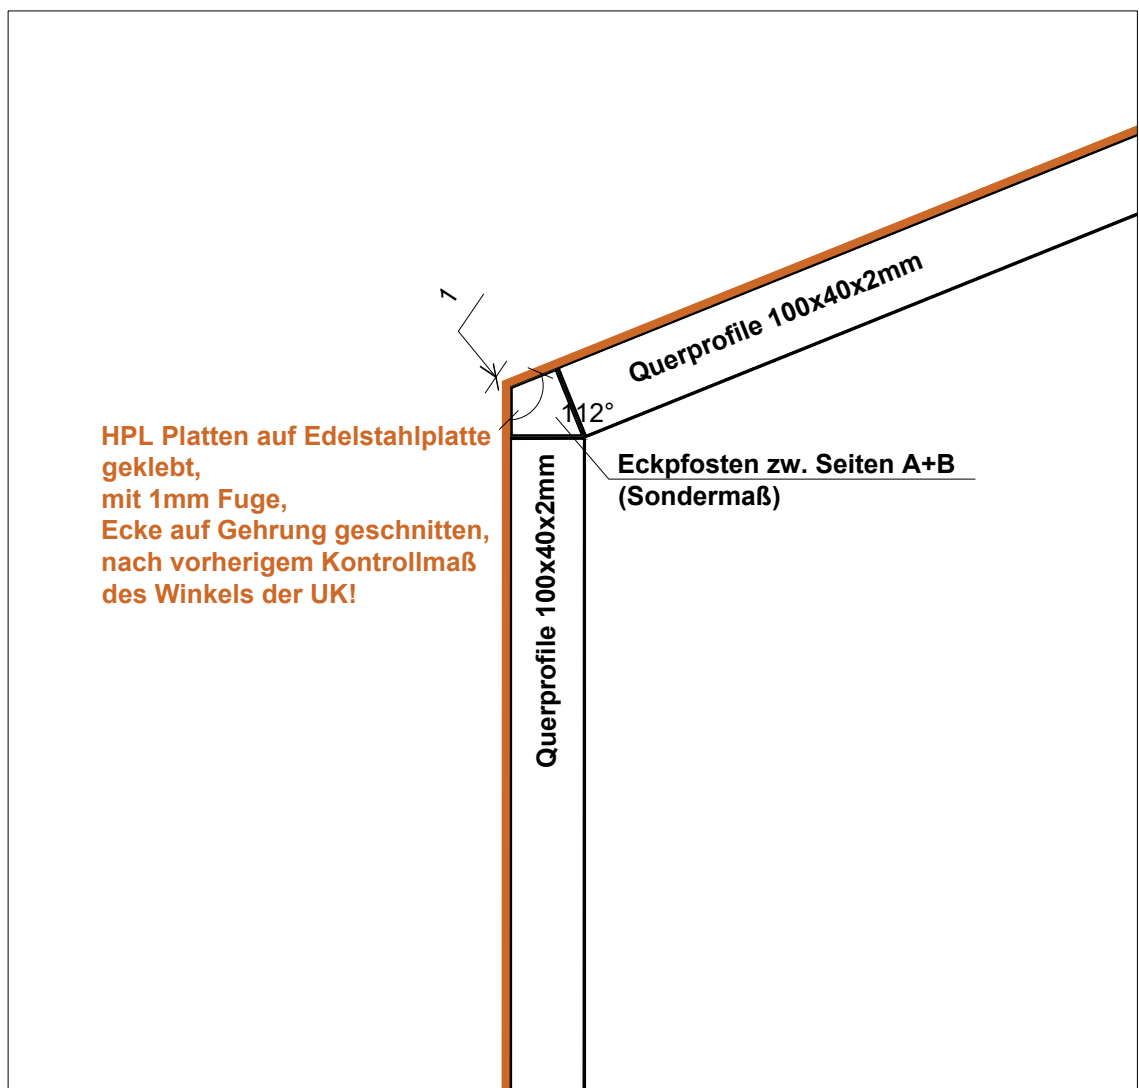 1
Querprofile 100x40x2mm
112°
HPL Platten auf Edelstahlplatte
geklebt,
mit 1mm Fuge,
Ecke auf Gehrung geschnitten,
nach vorherigem Kontrollmaß
des Winkels der UK!
Eckpfosten zw. Seiten A+B
(Sondermaß)
Querprofile 100x40x2mm